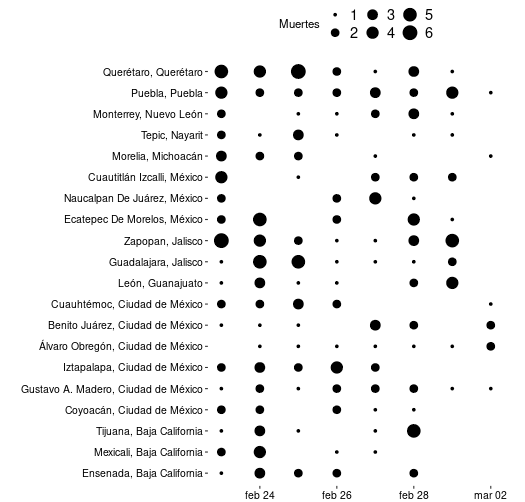 Muertes
1 3 5
2 4 6
Querétaro, Querétaro
Puebla, Puebla
Monterrey, Nuevo León
Tepic, Nayarit
Morelia, Michoacán
Cuautitlán Izcalli, México
Naucalpan De Juárez, México
Ecatepec De Morelos, México
Zapopan, Jalisco
Guadalajara, Jalisco
León, Guanajuato
Cuauhtémoc, Ciudad de México
Benito Juárez, Ciudad de México
Álvaro Obregón, Ciudad de México
Iztapalapa, Ciudad de México
Gustavo A. Madero, Ciudad de México
Coyoacán, Ciudad de México
Tijuana, Baja California
Mexicali, Baja California
Ensenada, Baja California
feb 24 feb 26 feb 28 mar 02